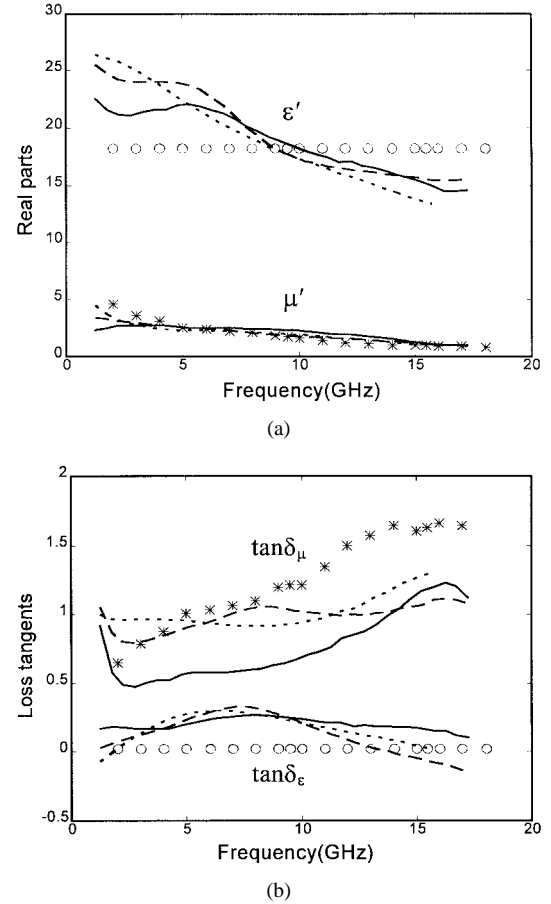 30
25
20
15
10
5
0
Real parts
ε′
μ′
0 5 10 15 20
Frequency(GHz)
(a)
2
1.5
1
0.5
0
-0.5
Loss tangents
tanδμ
tanδε
0 5 10 15 20
Frequency(GHz)
(b)